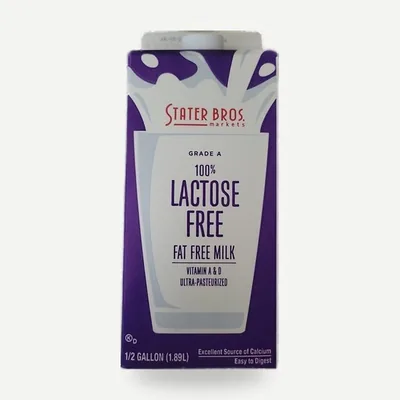 STATER BROS.
markets
GRADE A
100%
LACTOSE
FREE
FAT FREE MILK
VITAMIN A & D
ULTRA-PASTEURIZED
K D
1/2 GALLON (1.89L)
Excellent Source of Calcium
Easy to Digest